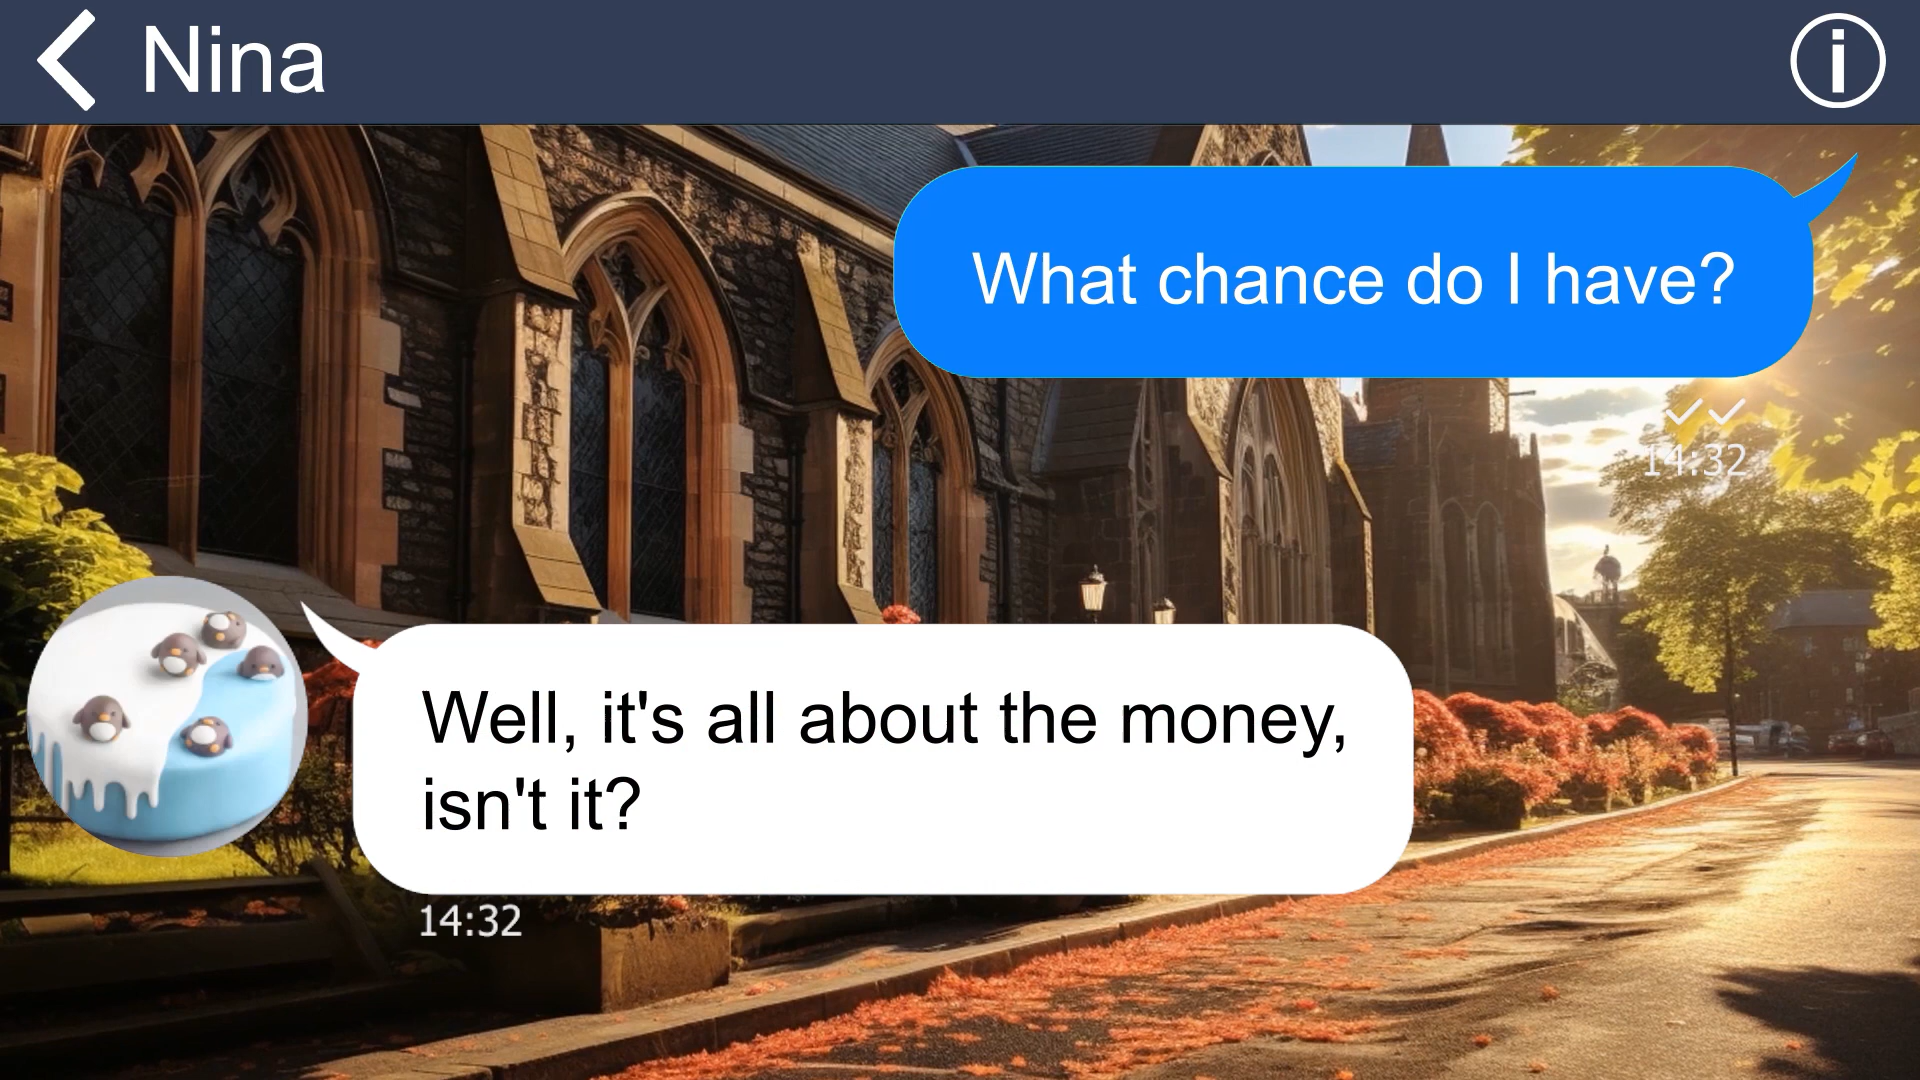 Nina
What chance do I have?
14:32
Well, it's all about the money,
isn't it?
14:32